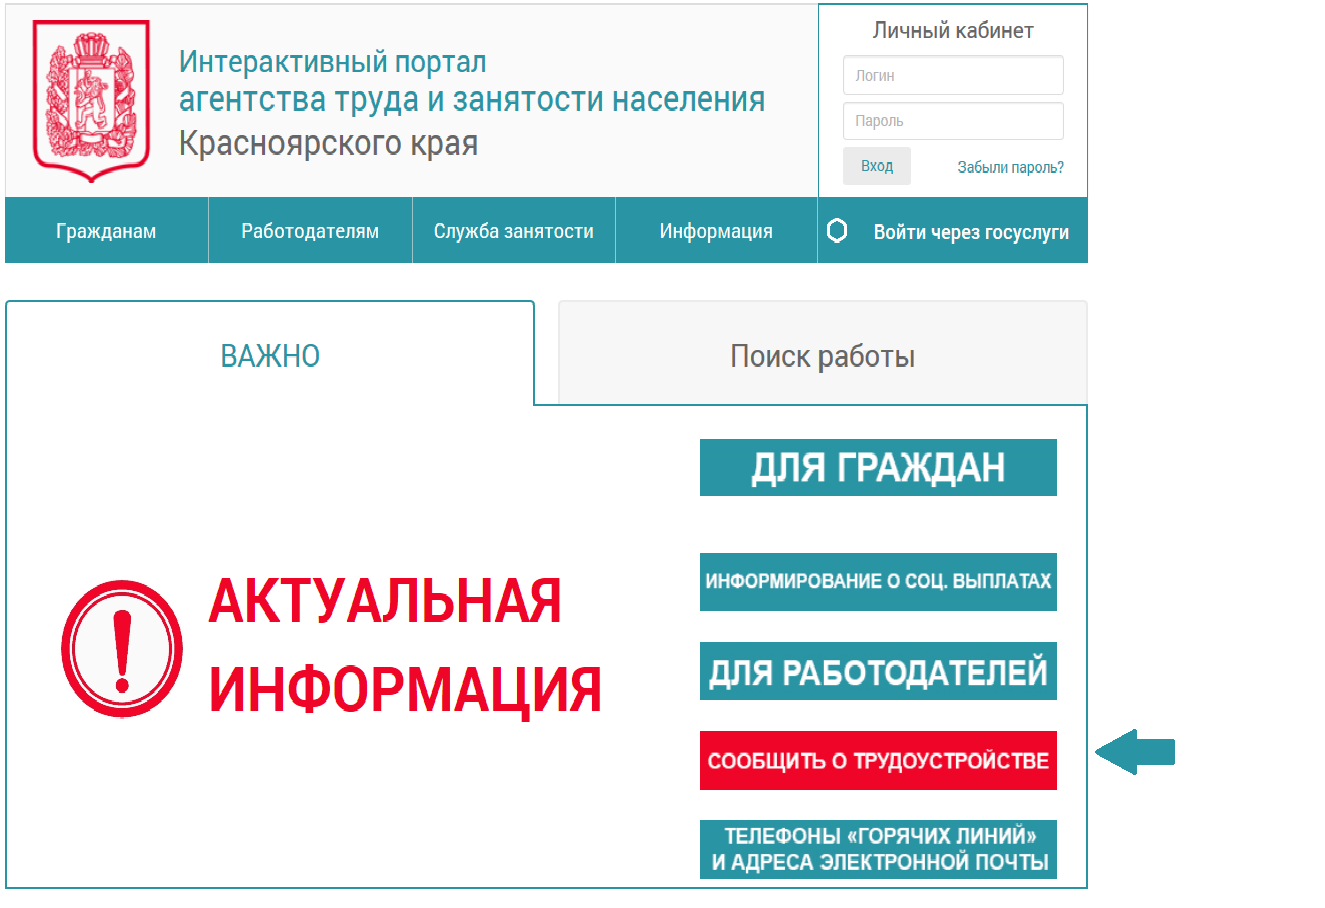 Интерактивный портал
агентства труда и занятости населения
Красноярского края
Личный кабинет
Логин
Пароль
Вход
Забыли пароль?
Гражданам
Работодателям
Служба занятости
Информация
Войти через госуслуги
ВАЖНО
Поиск работы
АКТУАЛЬНАЯ
ИНФОРМАЦИЯ
ДЛЯ ГРАЖДАН
ИНФОРМИРОВАНИЕ О СОЦ. ВЫПЛАТАХ
ДЛЯ РАБОТОДАТЕЛЕЙ
СООБЩИТЬ О ТРУДОУСТРОЙСТВЕ
ТЕЛЕФОНЫ «ГОРЯЧИХ ЛИНИЙ»
И АДРЕСА ЭЛЕКТРОННОЙ ПОЧТЫ